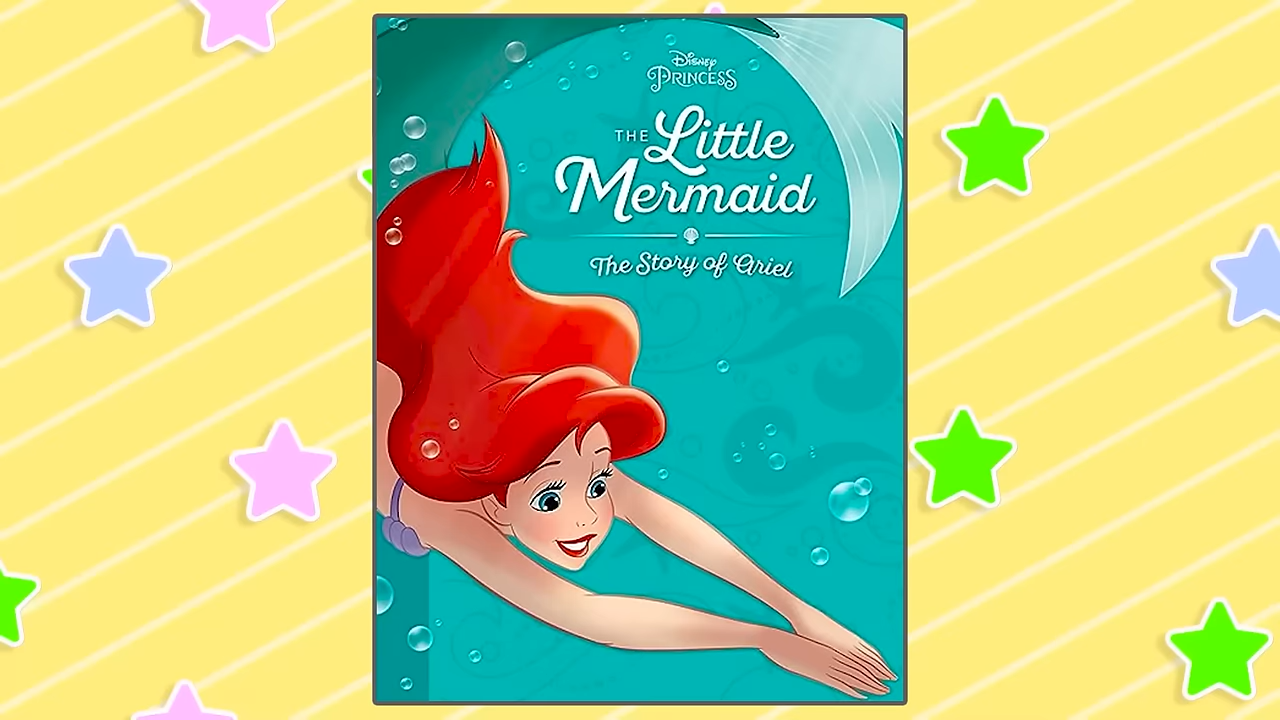 Disney
PRINCESS
THE Little
Mermaid
The Story of Ariel